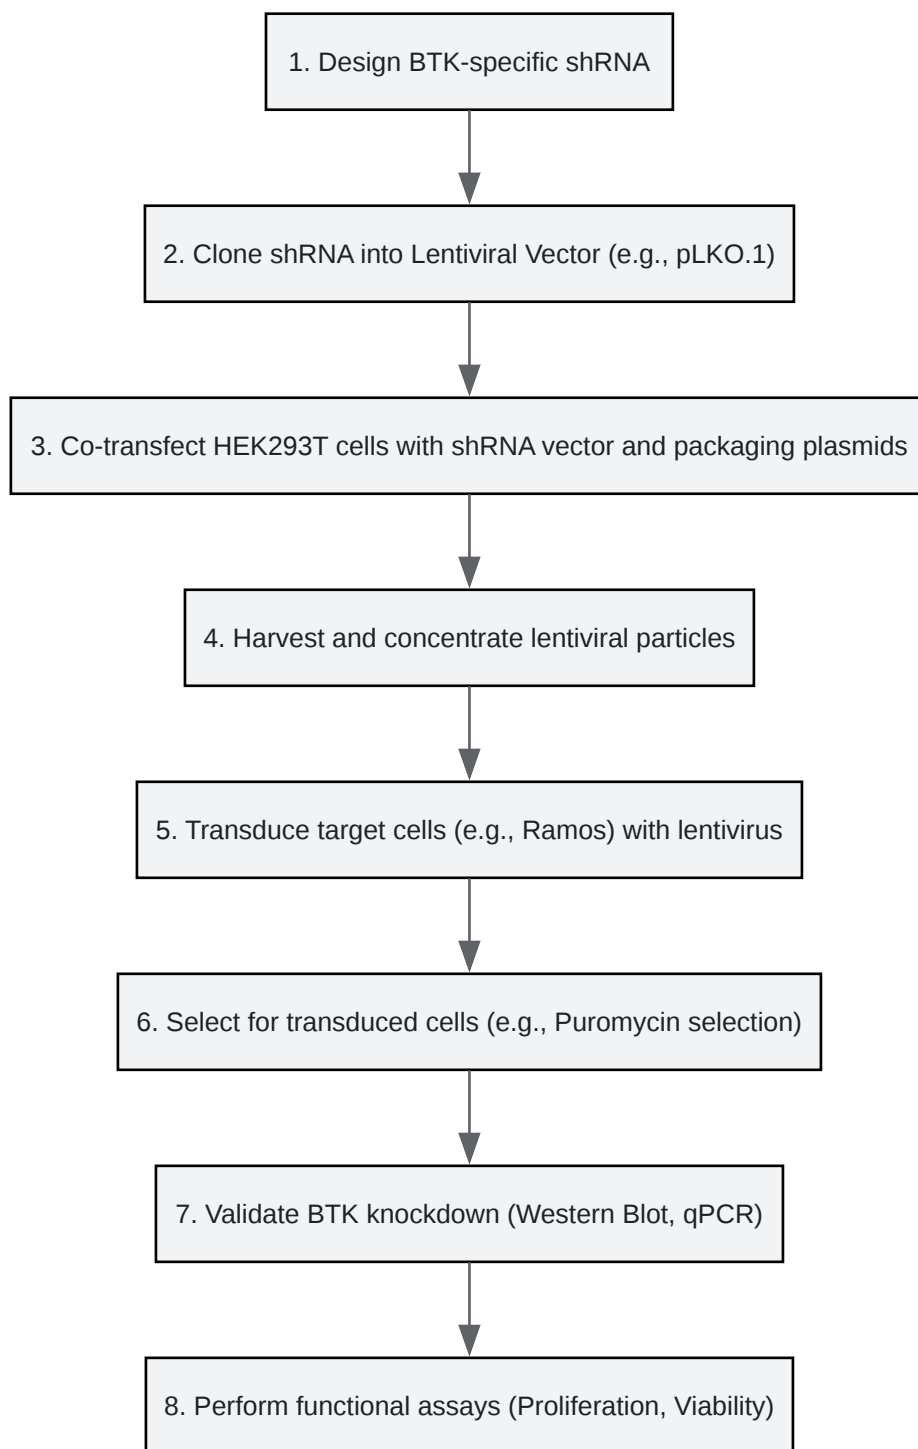 1. Design BTK-specific shRNA
2. Clone shRNA into Lentiviral Vector (e.g., pLKO.1)
3. Co-transfect HEK293T cells with shRNA vector and packaging plasmids
4. Harvest and concentrate lentiviral particles
5. Transduce target cells (e.g., Ramos) with lentivirus
6. Select for transduced cells (e.g., Puromycin selection)
7. Validate BTK knockdown (Western Blot, qPCR)
8. Perform functional assays (Proliferation, Viability)